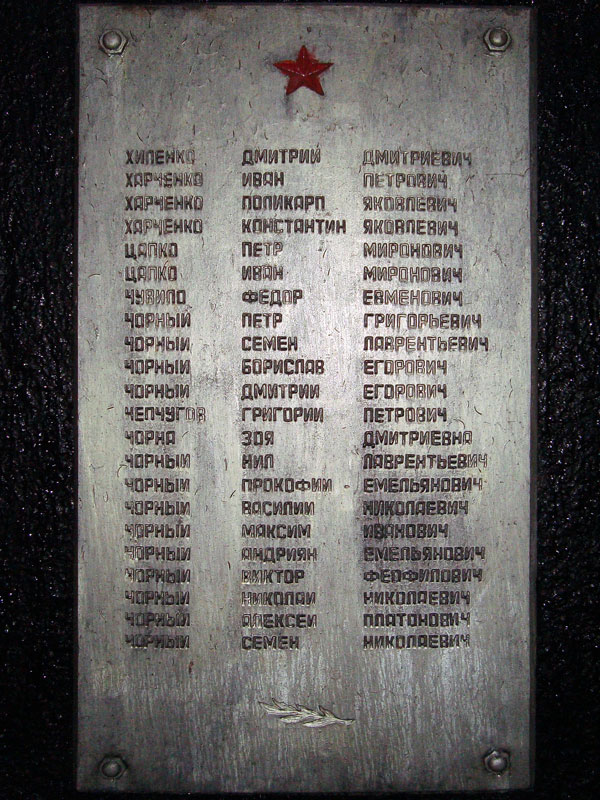 ХИЛЕНКО ДМИТРИЙ ДМИТРИЕВИЧ
ХАРЧЕНКО ИВАН ПЕТРОВИЧ
ХАРЧЕНКО ПОЛИКАРП ЯКОВЛЕВИЧ
ХАРЧЕНКО КОНСТАНТИН ЯКОВЛЕВИЧ
ЦАПКО ПЕТР МИРОНОВИЧ
ЦАПКО ИВАН МИРОНОВИЧ
ЧУВИЛО ФЕДОР ЕВМЕНОВИЧ
ЧОРНЫЙ ПЕТР ГРИГОРЬЕВИЧ
ЧОРНЫЙ СЕМЕН ЛАВРЕНТЬЕВИЧ
ЧОРНЫЙ БОРИСЛАВ ЕГОРОВИЧ
ЧОРНЫЙ ДМИТРИЙ ЕГОРОВИЧ
ЧЕПЧУГОВ ГРИГОРИЙ ПЕТРОВИЧ
ЧОРНА ЗОЯ ДМИТРИЕВНА
ЧОРНЫЙ НИЛ ЛАВРЕНТЬЕВИЧ
ЧОРНЫЙ ПРОКОФИЙ ЕМЕЛЬЯНОВИЧ
ЧОРНЫЙ ВАСИЛИЙ НИКОЛАЕВИЧ
ЧОРНЫЙ МАКСИМ ИВАНОВИЧ
ЧОРНЫЙ АНДРИЯН ЕМЕЛЬЯНОВИЧ
ЧОРНЫЙ ВИКТОР ФЕОФИЛОВИЧ
ЧОРНЫЙ НИКОЛАЙ НИКОЛАЕВИЧ
ЧОРНЫЙ АЛЕКСЕЙ ПЛАТОНОВИЧ
ЧОРНЫЙ СЕМЕН НИКОЛАЕВИЧ